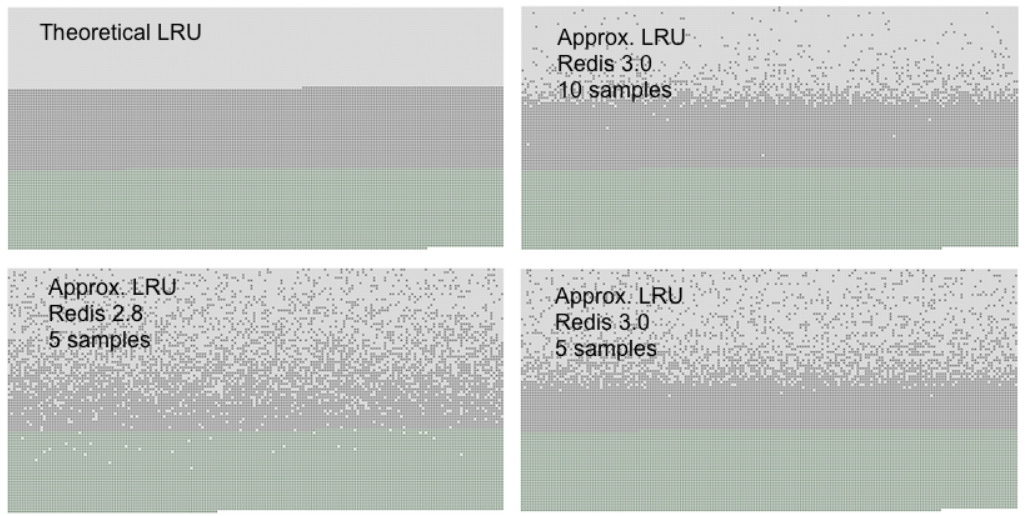 Theoretical LRU
Approx. LRU
Redis 3.0
10 samples
Approx. LRU
Redis 2.8
5 samples
Approx. LRU
Redis 3.0
5 samples